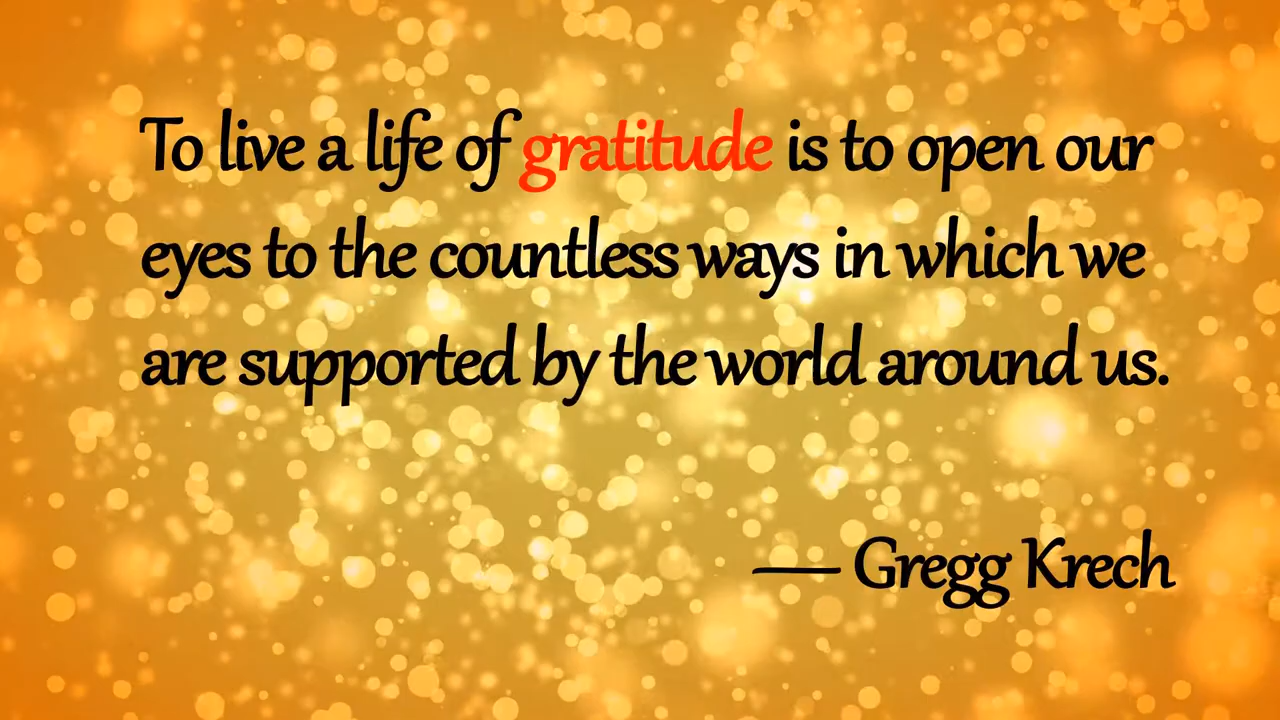 To live a life of gratitude is to open our
eyes to the countless ways in which we
are supported by the world around us.
— Gregg Krech